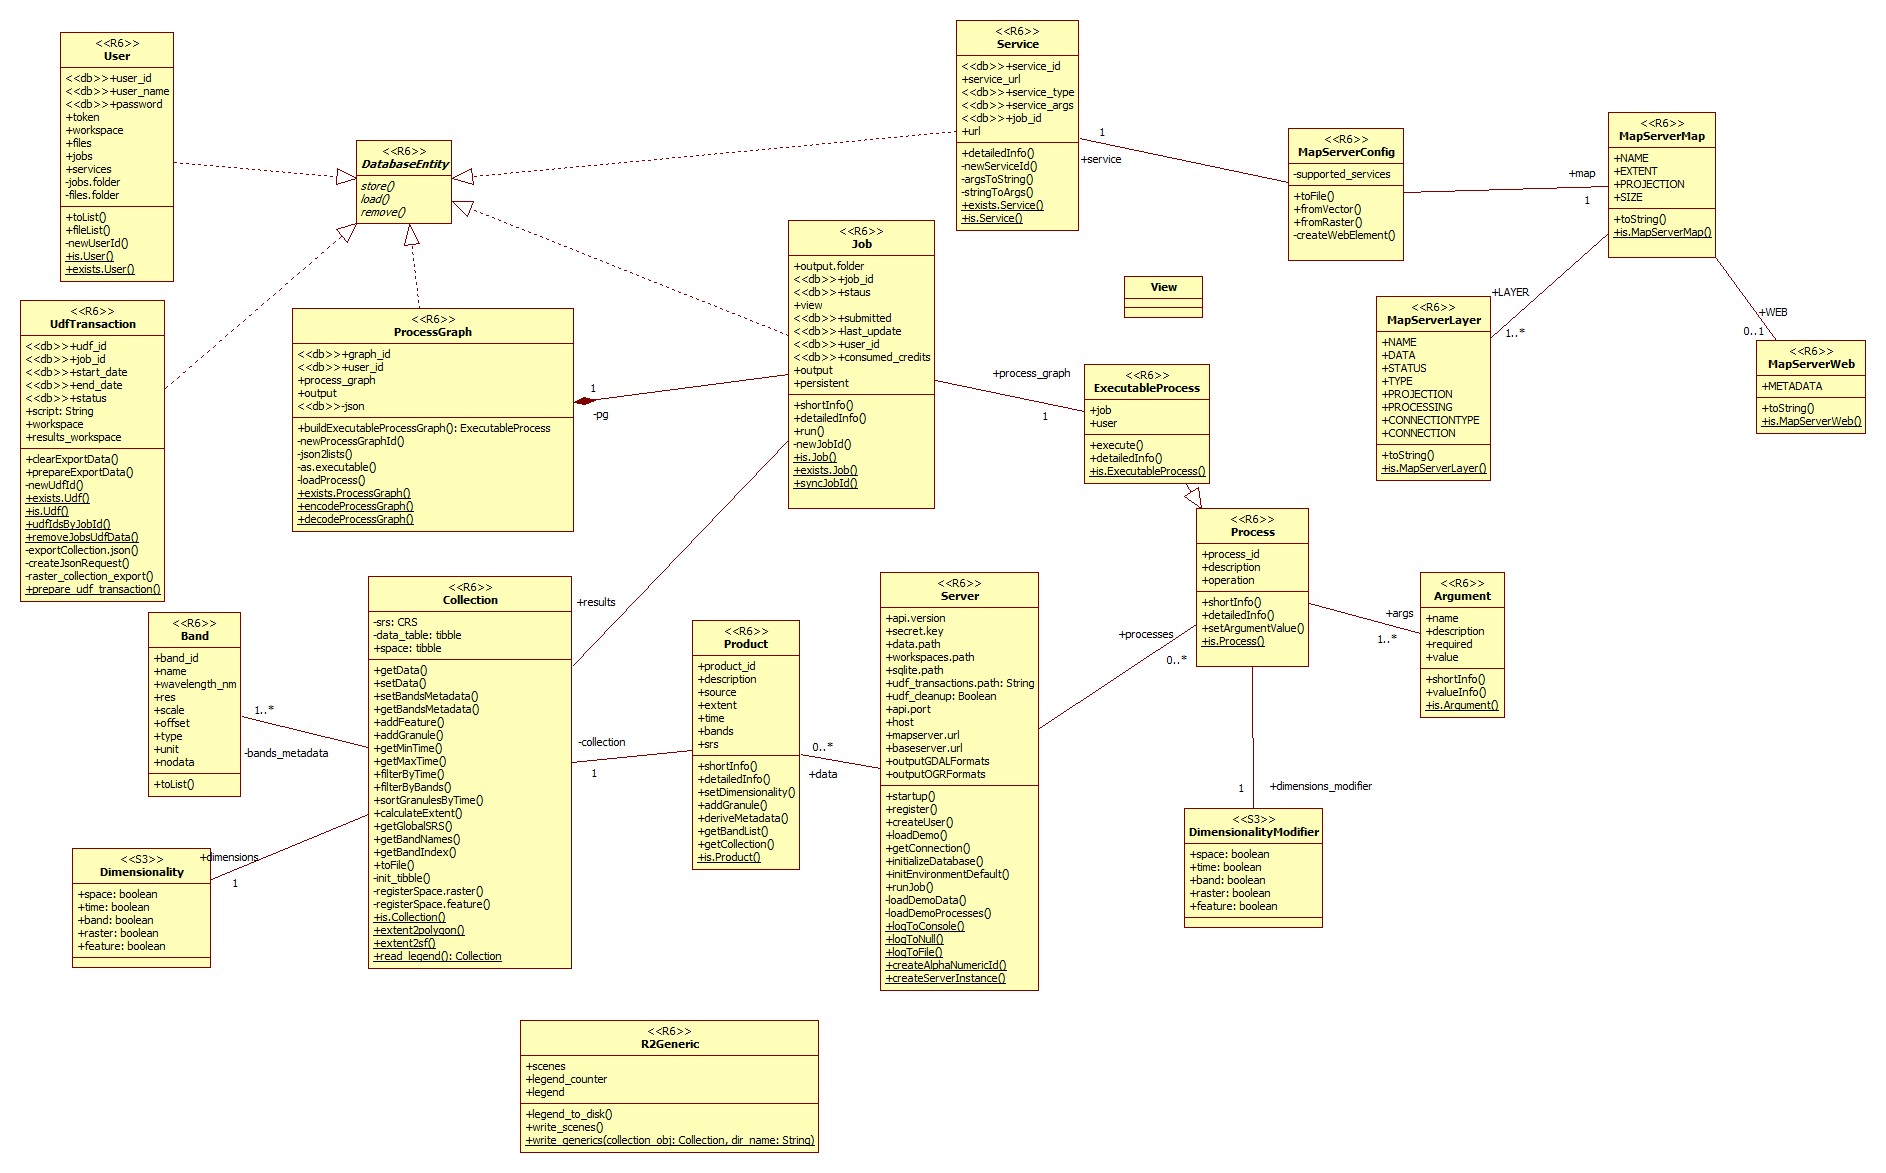 <<R6>>
User
<<db>>+user_id
<<db>>+user_name
<<db>>+password
+token
+workspace
+files
+jobs
+services
-jobs.folder
-files.folder
+toList()
+fileList()
-newUserId()
+is.User()
+exists.User()
<<R6>>
DatabaseEntity
store()
load()
remove()
<<R6>>
Service
<<db>>+service_id
+service_url
<<db>>+service_type
<<db>>+service_args
<<db>>+job_id
+url
+detailedInfo()
-newServiceId()
-argsToString()
-stringToArgs()
+exists.Service()
+is.Service()
1
+service
<<R6>>
MapServerConfig
-supported_services
+toFile()
+fromVector()
+fromRaster()
-createWebElement()
+map
1
<<R6>>
MapServerMap
+NAME
+EXTENT
+PROJECTION
+SIZE
+toString()
+is.MapServerMap()
+LAYER
1..*
+WEB
0..1
<<R6>>
MapServerLayer
+NAME
+DATA
+STATUS
+TYPE
+PROJECTION
+PROCESSING
+CONNECTIONTYPE
+CONNECTION
+toString()
+is.MapServerLayer()
<<R6>>
MapServerWeb
+METADATA
+toString()
+is.MapServerWeb()
<<R6>>
UdfTransaction
<<db>>+udf_id
<<db>>+job_id
<<db>>+start_date
<<db>>+end_date
<<db>>+status
+script: String
+workspace
+results_workspace
+clearExportData()
+prepareExportData()
-newUdfId()
+exists.Udf()
+is.Udf()
+udfIdsByJobId()
+removeJobsUdfData()
-exportCollection.json()
-createJsonRequest()
-raster_collection_export()
+prepare_udf_transaction()
<<R6>>
ProcessGraph
<<db>>+graph_id
<<db>>+user_id
+process_graph
+output
<<db>>-json
+buildExecutableProcessGraph(): ExecutableProcess
-newProcessGraphId()
-json2lists()
-as.executable()
-loadProcess()
+exists.ProcessGraph()
+encodeProcessGraph()
+decodeProcessGraph()
1
-pg
<<R6>>
Job
+output.folder
<<db>>+job_id
<<db>>+staus
+view
<<db>>+submitted
<<db>>+last_update
<<db>>+user_id
<<db>>+consumed_credits
+output
+persistent
+shortInfo()
+detailedInfo()
+run()
-newJobId()
+is.Job()
+exists.Job()
+syncJobId()
View
+process_graph
1
<<R6>>
ExecutableProcess
+job
+user
+execute()
+detailedInfo()
+is.ExecutableProcess()
<<R6>>
Process
+process_id
+description
+operation
+shortInfo()
+detailedInfo()
+setArgumentValue()
+is.Process()
+args
1..*
<<R6>>
Argument
+name
+description
+required
+value
+shortInfo()
+valueInfo()
+is.Argument()
<<R6>>
Band
+band_id
+name
+wavelength_nm
+res
+scale
+offset
+type
+unit
+nodata
+toList()
1..*
-bands_metadata
<<R6>>
Collection
-srs: CRS
-data_table: tibble
+space: tibble
+getData()
+setData()
+setBandsMetadata()
+getBandsMetadata()
+addFeature()
+addGranule()
+getMinTime()
+getMaxTime()
+filterByTime()
+filterByBands()
+sortGranulesByTime()
+calculateExtent()
+getGlobalSRS()
+getBandNames()
+getBandIndex()
+toFile()
-init_tibble()
-registerSpace.raster()
-registerSpace.feature()
+is.Collection()
+extent2polygon()
+extent2sf()
+read_legend(): Collection
+results
-collection
1
<<R6>>
Product
+product_id
+description
+source
+extent
+time
+bands
+srs
+shortInfo()
+detailedInfo()
+setDimensionality()
+addGranule()
+deriveMetadata()
+getBandList()
+getCollection()
+is.Product()
0..*
+data
<<R6>>
Server
+api.version
+secret.key
+data.path
+workspaces.path
+sqlite.path
+udf_transactions.path: String
+udf_cleanup: Boolean
+api.port
+host
+mapserver.url
+baseserver.url
+outputGDALFormats
+outputOGRFormats
+startup()
+register()
+createUser()
+loadDemo()
+getConnection()
+initializeDatabase()
+initEnvironmentDefault()
+runJob()
-loadDemoData()
-loadDemoProcesses()
+logToConsole()
+logToNull()
+logToFile()
+createAlphaNumericId()
+createServerInstance()
+processes
0..*
1
+dimensions_modifier
<<S3>>
DimensionalityModifier
+space: boolean
+time: boolean
+band: boolean
+raster: boolean
+feature: boolean
+dimensions
1
<<S3>>
Dimensionality
+space: boolean
+time: boolean
+band: boolean
+raster: boolean
+feature: boolean
<<R6>>
R2Generic
+scenes
+legend_counter
+legend
+legend_to_disk()
+write_scenes()
+write_generics(collection_obj: Collection, dir_name: String)